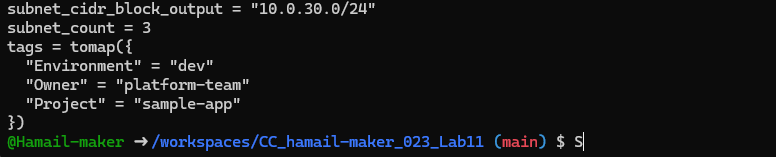 subnet_cidr_block_output = "10.0.30.0/24"
subnet_count = 3
tags = tomap({
  "Environment" = "dev"
  "Owner" = "platform-team"
  "Project" = "sample-app"
})
@Hamail-maker ➜/workspaces/CC_hamail-maker_023_Lab11 (main) $ S